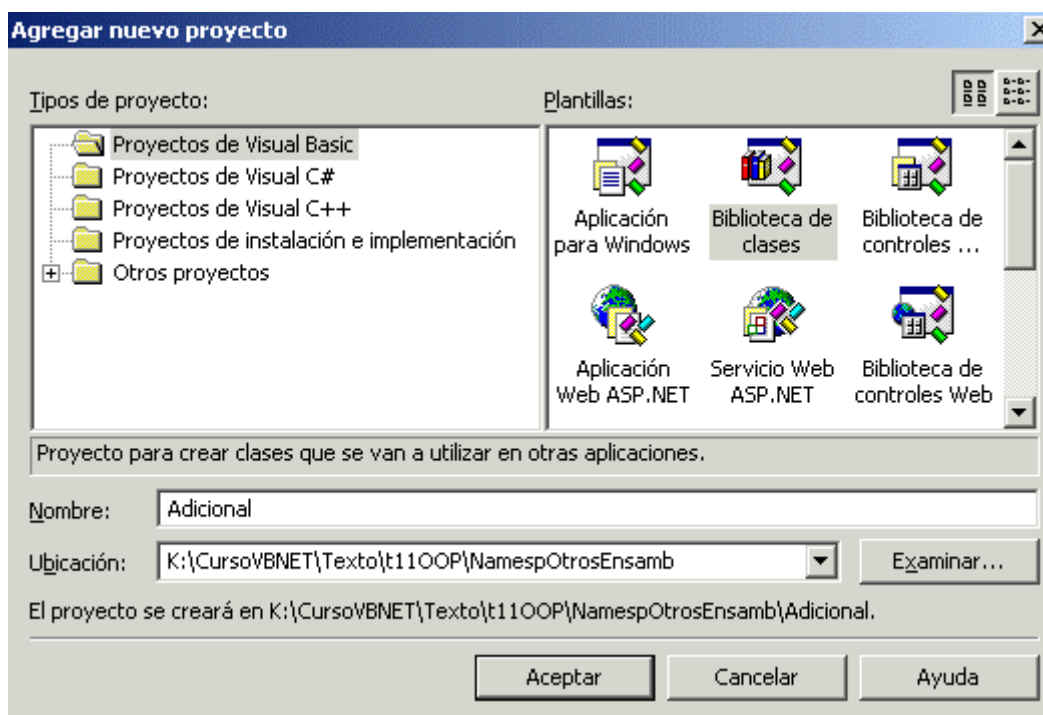 Agregar nuevo proyecto
Tipos de proyecto:
Proyectos de Visual Basic
Proyectos de Visual C#
Proyectos de Visual C++
Proyectos de instalación e implementación
Otros proyectos
Plantillas:
Aplicación
para Windows
Biblioteca de
clases
Biblioteca de
controles ...
Aplicación
Web ASP.NET
Servicio Web
ASP.NET
Biblioteca de
controles Web
Proyecto para crear clases que se van a utilizar en otras aplicaciones.
Nombre:
Adicional
Ubicación:
K:\CursoVBNET\Texto\t11OOP\NamespOtrosEnsamb
Examinar...
El proyecto se creará en K:\CursoVBNET\Texto\t11OOP\NamespOtrosEnsamb\Adicional.
Aceptar
Cancelar
Ayuda